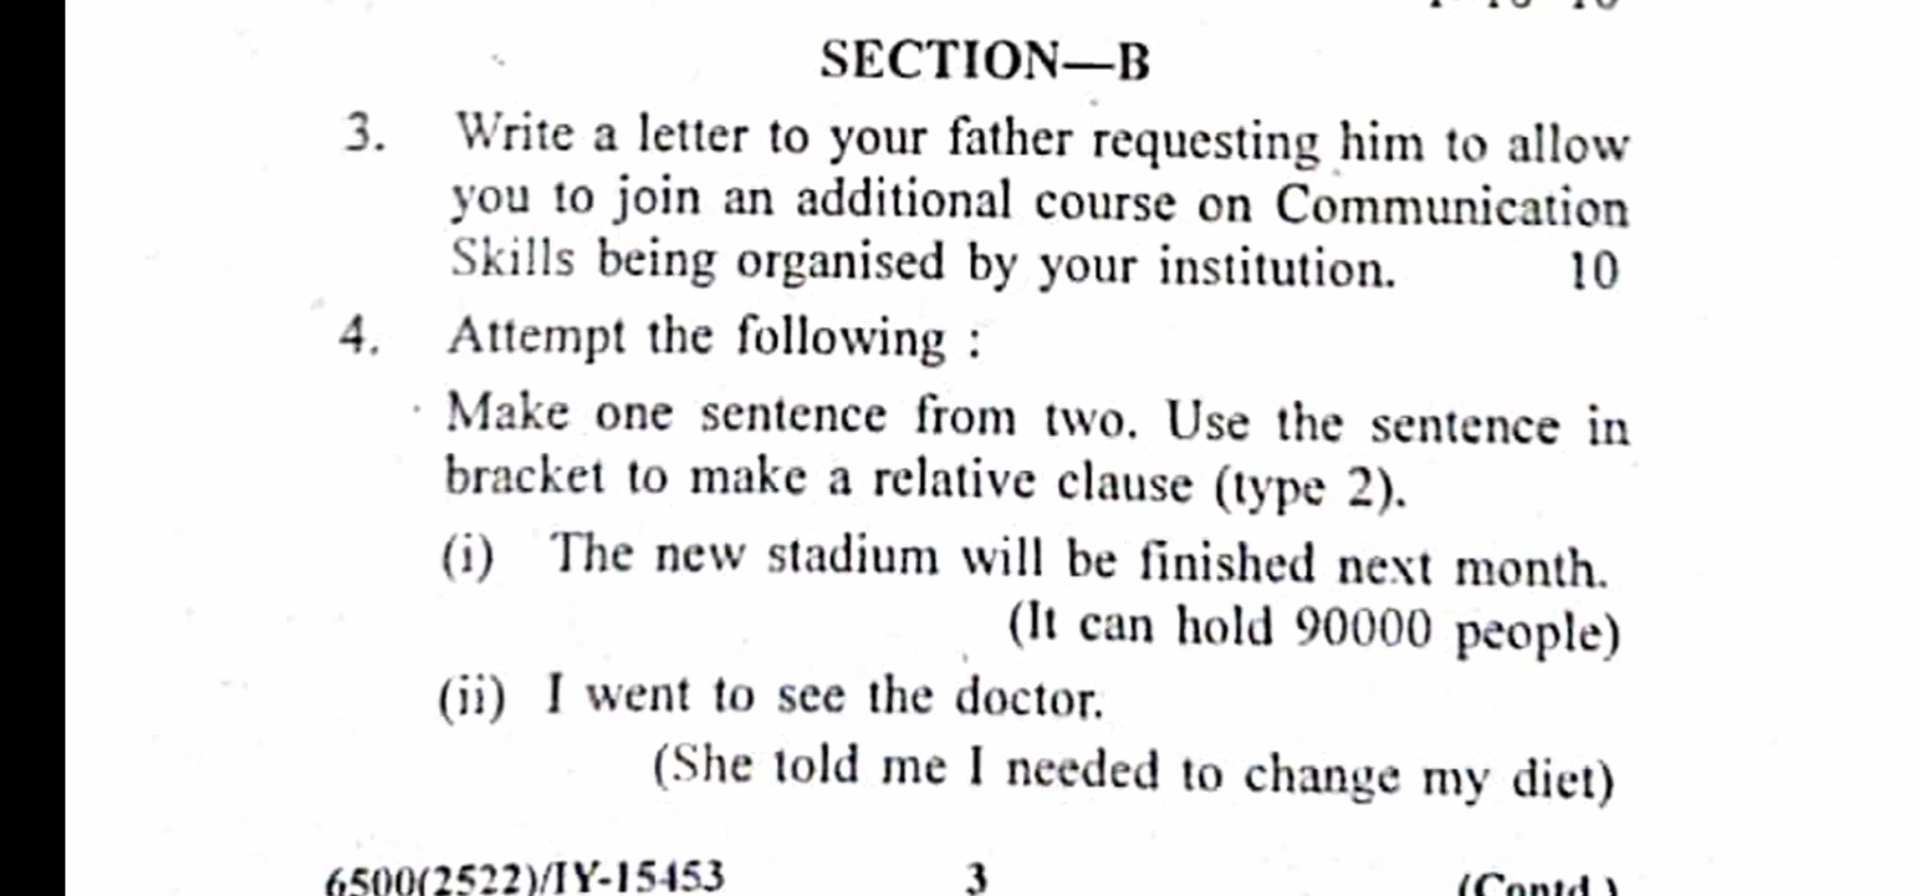 SECTION—B
3. Write a letter to your father requesting him to allow
you to join an additional course on Communication
Skills being organised by your institution. 10
4. Attempt the following :
Make one sentence from two. Use the sentence in
bracket to make a relative clause (type 2).
(i) The new stadium will be finished next month.
(It can hold 90000 people)
(ii) I went to see the doctor.
(She told me I needed to change my diet)
6500(2522)/IY-15453 3 (Contd.)